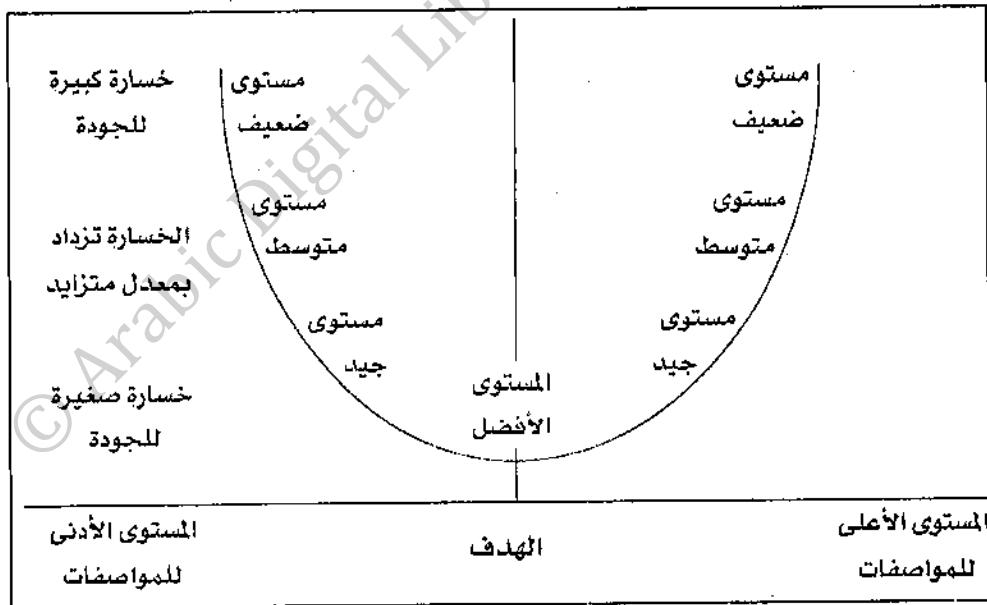 خسارة كبيرة
للجودة
الخسارة تزداد
بمعدل متزايد
خسارة صغيرة
للجودة
مستوى
ضعيف
مستوى
متوسط
مستوى
جيد
المستوى
الأفضل
مستوى
ضعيف
مستوى
متوسط
مستوى
جيد
المستوى الأدنى
للمواصفات
الهدف
المستوى الأعلى
للمواصفات
© Arabic Digital Lib